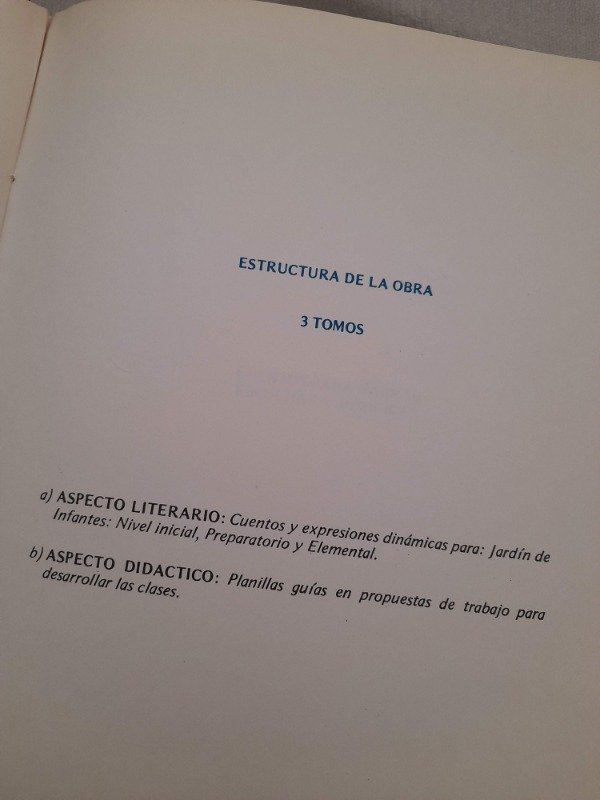 ESTRUCTURA DE LA OBRA
3 TOMOS
a) ASPECTO LITERARIO: Cuentos y expresiones dinámicas para: Jardín de
Infantes: Nivel inicial, Preparatorio y Elemental.
b) ASPECTO DIDACTICO: Planillas guías en propuestas de trabajo para
desarrollar las clases.